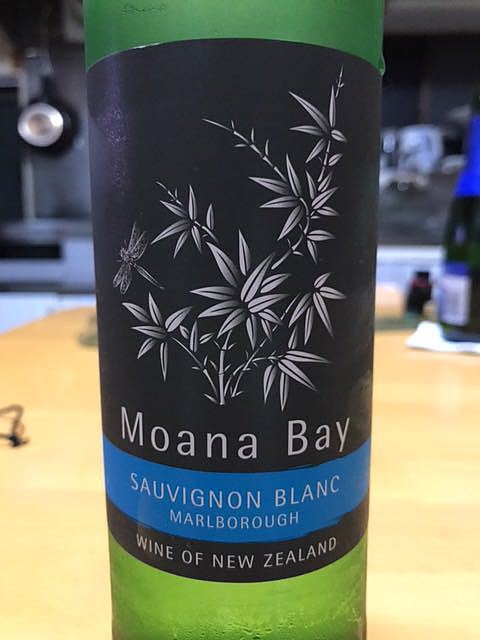 Moana Bay
SAUVIGNON BLANC
MARLBOROUGH
WINE OF NEW ZEALAND